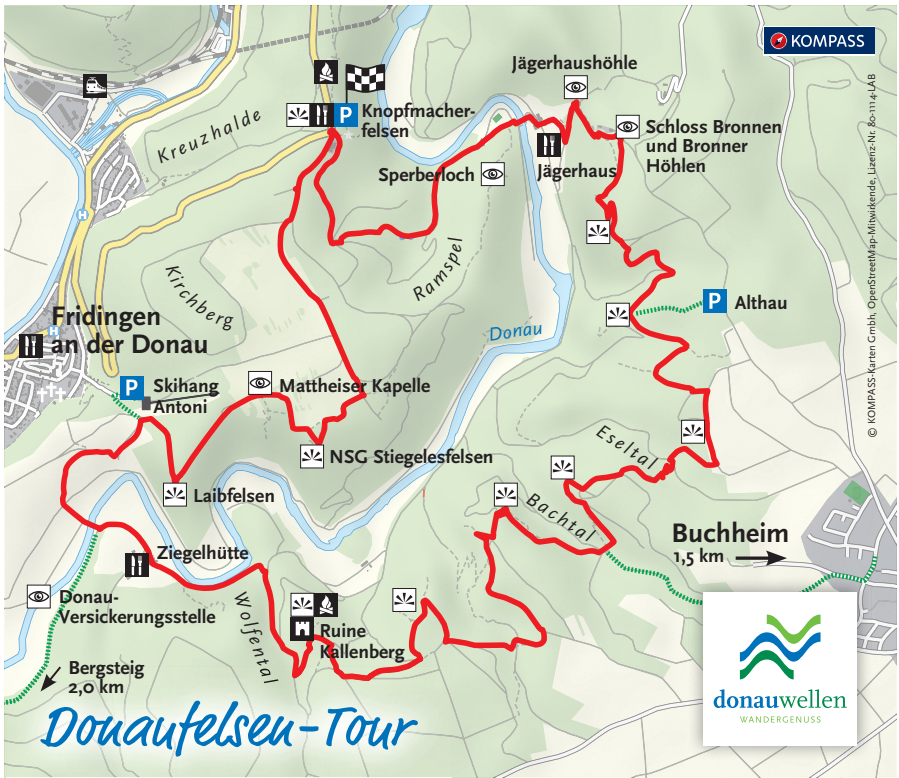 KOMPASS
Jägerhaushöhle
P
Knopfmacher-
felsen
Kreuzhalde
Schloss Bronnen
und Bronner
Höhlen
Sperberloch
Jägerhaus
H
Ramspel
Kirchberg
P
Althau
Fridingen
an der Donau
H
Donau
P
Skihang
Antoni
Mattheiser Kapelle
NSG Stiegelesfelsen
Eseltal
Laibfelsen
Bachtal
Buchheim
1,5 km
Ziegelhütte
Donau-
Versickerungsstelle
Wolfental
Ruine
Kallenberg
Bergsteig
2,0 km
Donaufelsen-Tour
donauwellen
WANDERGENUSS
© KOMPASS-Karten Gmbh, OpenStreetMap-Mitwirkende, Lizenz-Nr. 80-1114-LAB